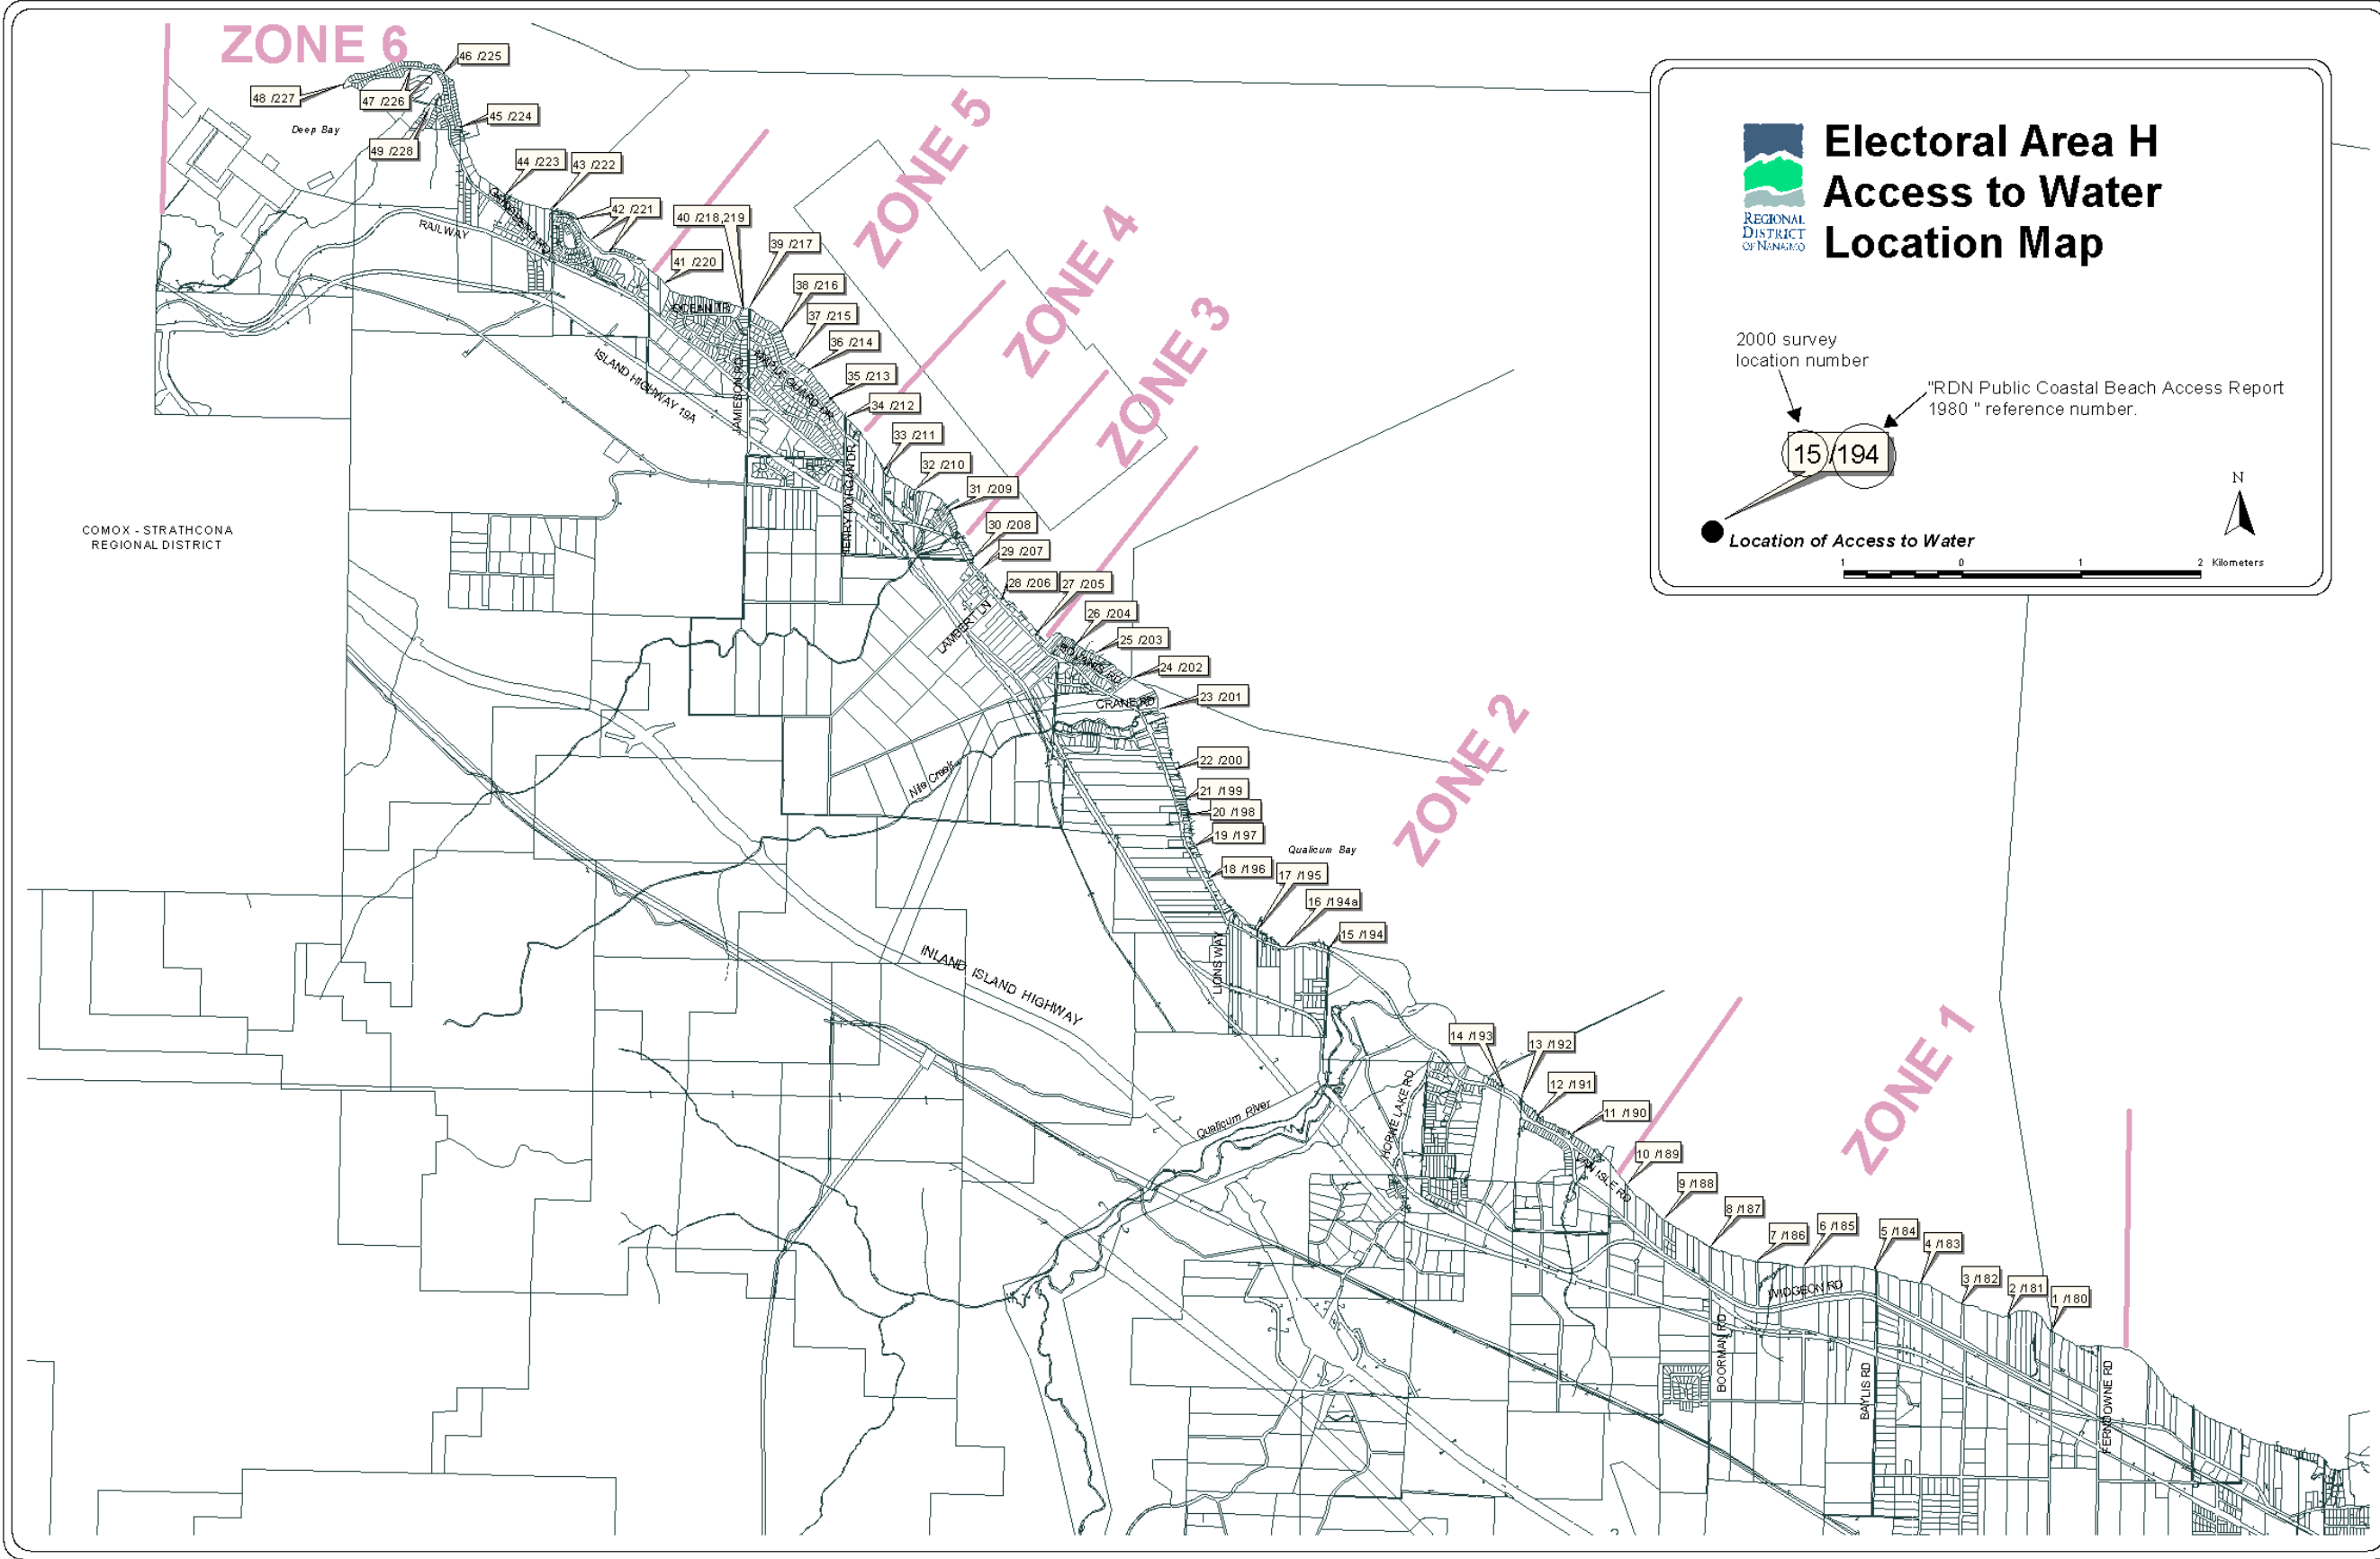 ZONE 6
46 /225
48 /227
47 /226
45 /224
Deep Bay
49 /228
44 /223
43 /222
42 /221
RAILWAY
40 /218,219
39 /217
41 /220
38 /216
ZONE 5
37 /215
OCEAN TR
36 /214
ISLAND HIGHWAY 19A
JAMIESON RD
MAPLE GUARD DR
35 /213
34 /212
ZONE 4
33 /211
HENRY MORGAN DR
32 /210
31 /209
ZONE 3
30 /208
29 /207
28 /206
27 /205
LAMBERT LN
26 /204
25 /203
24 /202
23 /201
CRANE RD
COMOX - STRATHCONA
REGIONAL DISTRICT
Nile Creek
22 /200
21 /199
20 /198
19 /197
Qualicum Bay
ZONE 2
18 /196
17 /195
16 /194a
15 /194
LIONS WAY
INLAND ISLAND HIGHWAY
Qualicum River
HORNE LAKE RD
14 /193
13 /192
12 /191
11 /190
ZONE 1
10 /189
9 /188
8 /187
7 /186
6 /185
5 /184
4 /183
3 /182
2 /181
1 /180
WIDGEON RD
BOORMAN RD
BAYLIS RD
FERNDOWNE RD
Electoral Area H
Access to Water
Location Map
REGIONAL
DISTRICT
OF NANAIMO
2000 survey
location number
"RDN Public Coastal Beach Access Report
1980 " reference number.
15 /194
N
Location of Access to Water
1 0 1 2 Kilometers